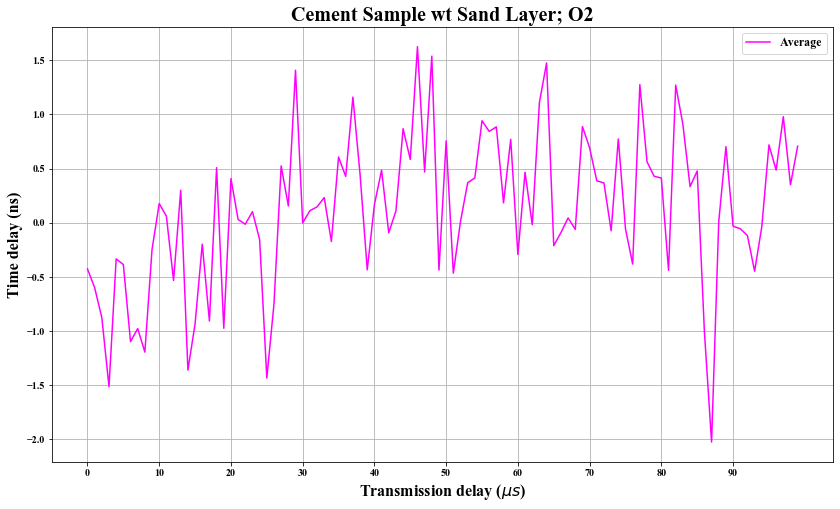 Cement Sample wt Sand Layer; O2
Average
Time delay (ns)
1.5
1.0
0.5
0.0
−0.5
−1.0
−1.5
−2.0
0 10 20 30 40 50 60 70 80 90
Transmission delay (μs)